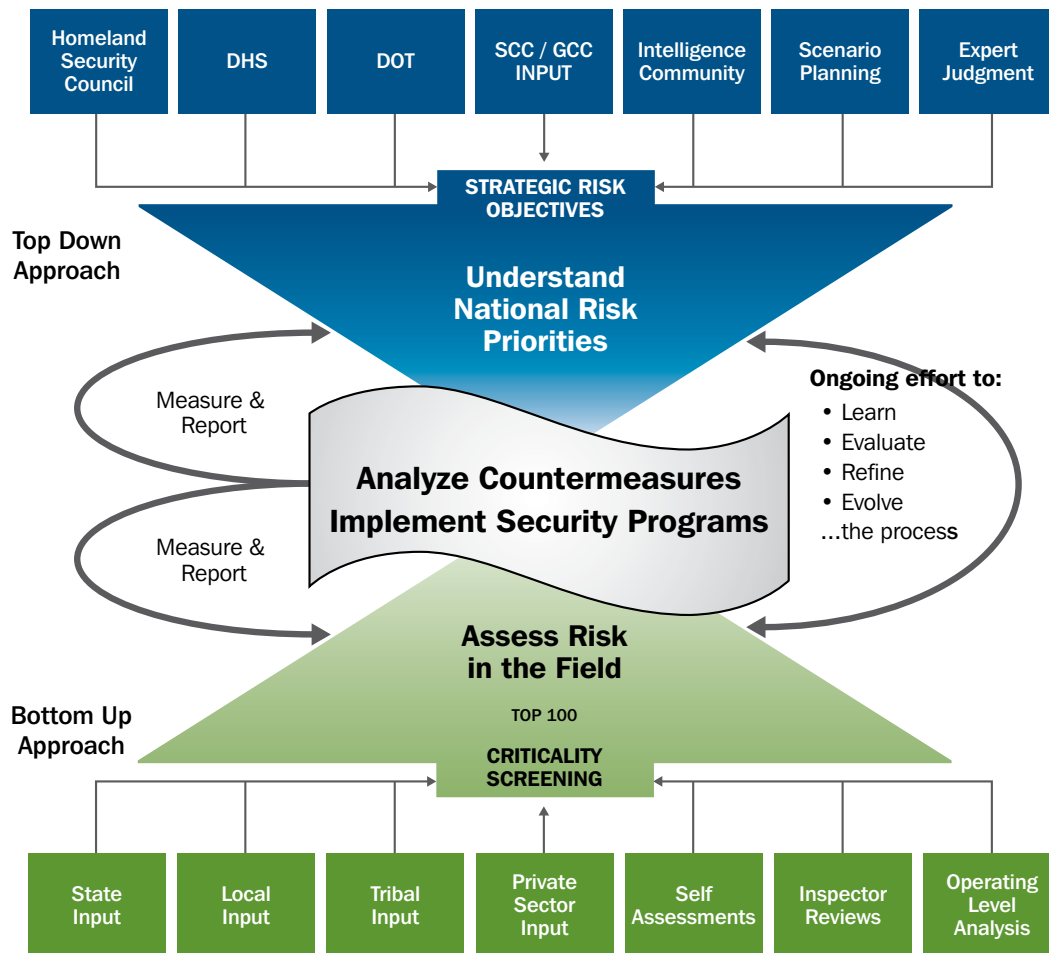 Homeland
Security
Council
DHS
DOT
SCC / GCC
INPUT
Intelligence
Community
Scenario
Planning
Expert
Judgment
STRATEGIC RISK
OBJECTIVES
Top Down
Approach
Understand
National Risk
Priorities
Measure &
Report
Ongoing effort to:
• Learn
• Evaluate
• Refine
• Evolve
...the process
Analyze Countermeasures
Implement Security Programs
Measure &
Report
Assess Risk
in the Field
TOP 100
Bottom Up
Approach
CRITICALITY
SCREENING
State
Input
Local
Input
Tribal
Input
Private
Sector
Input
Self
Assessments
Inspector
Reviews
Operating
Level
Analysis